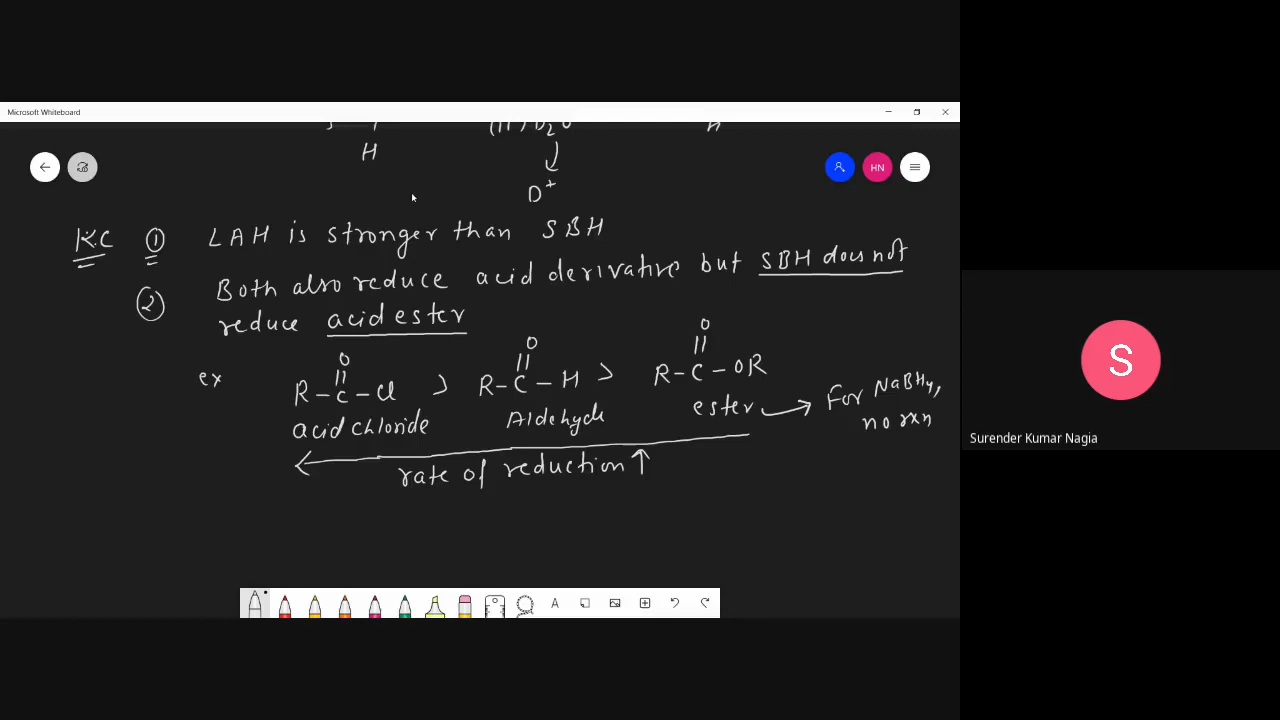 Microsoft Whiteboard
H
D+
HN
KC ① LAH is stronger than SBH
② Both also reduce acid derivative but SBH does not
reduce acid ester
ex
O
R-C-Cl > 
O
R-C-H >
O
R-C-OR
acid chloride
Aldehyde
ester → For NaBH4,
no rxn
rate of reduction ↑
S
Surender Kumar Nagia
A